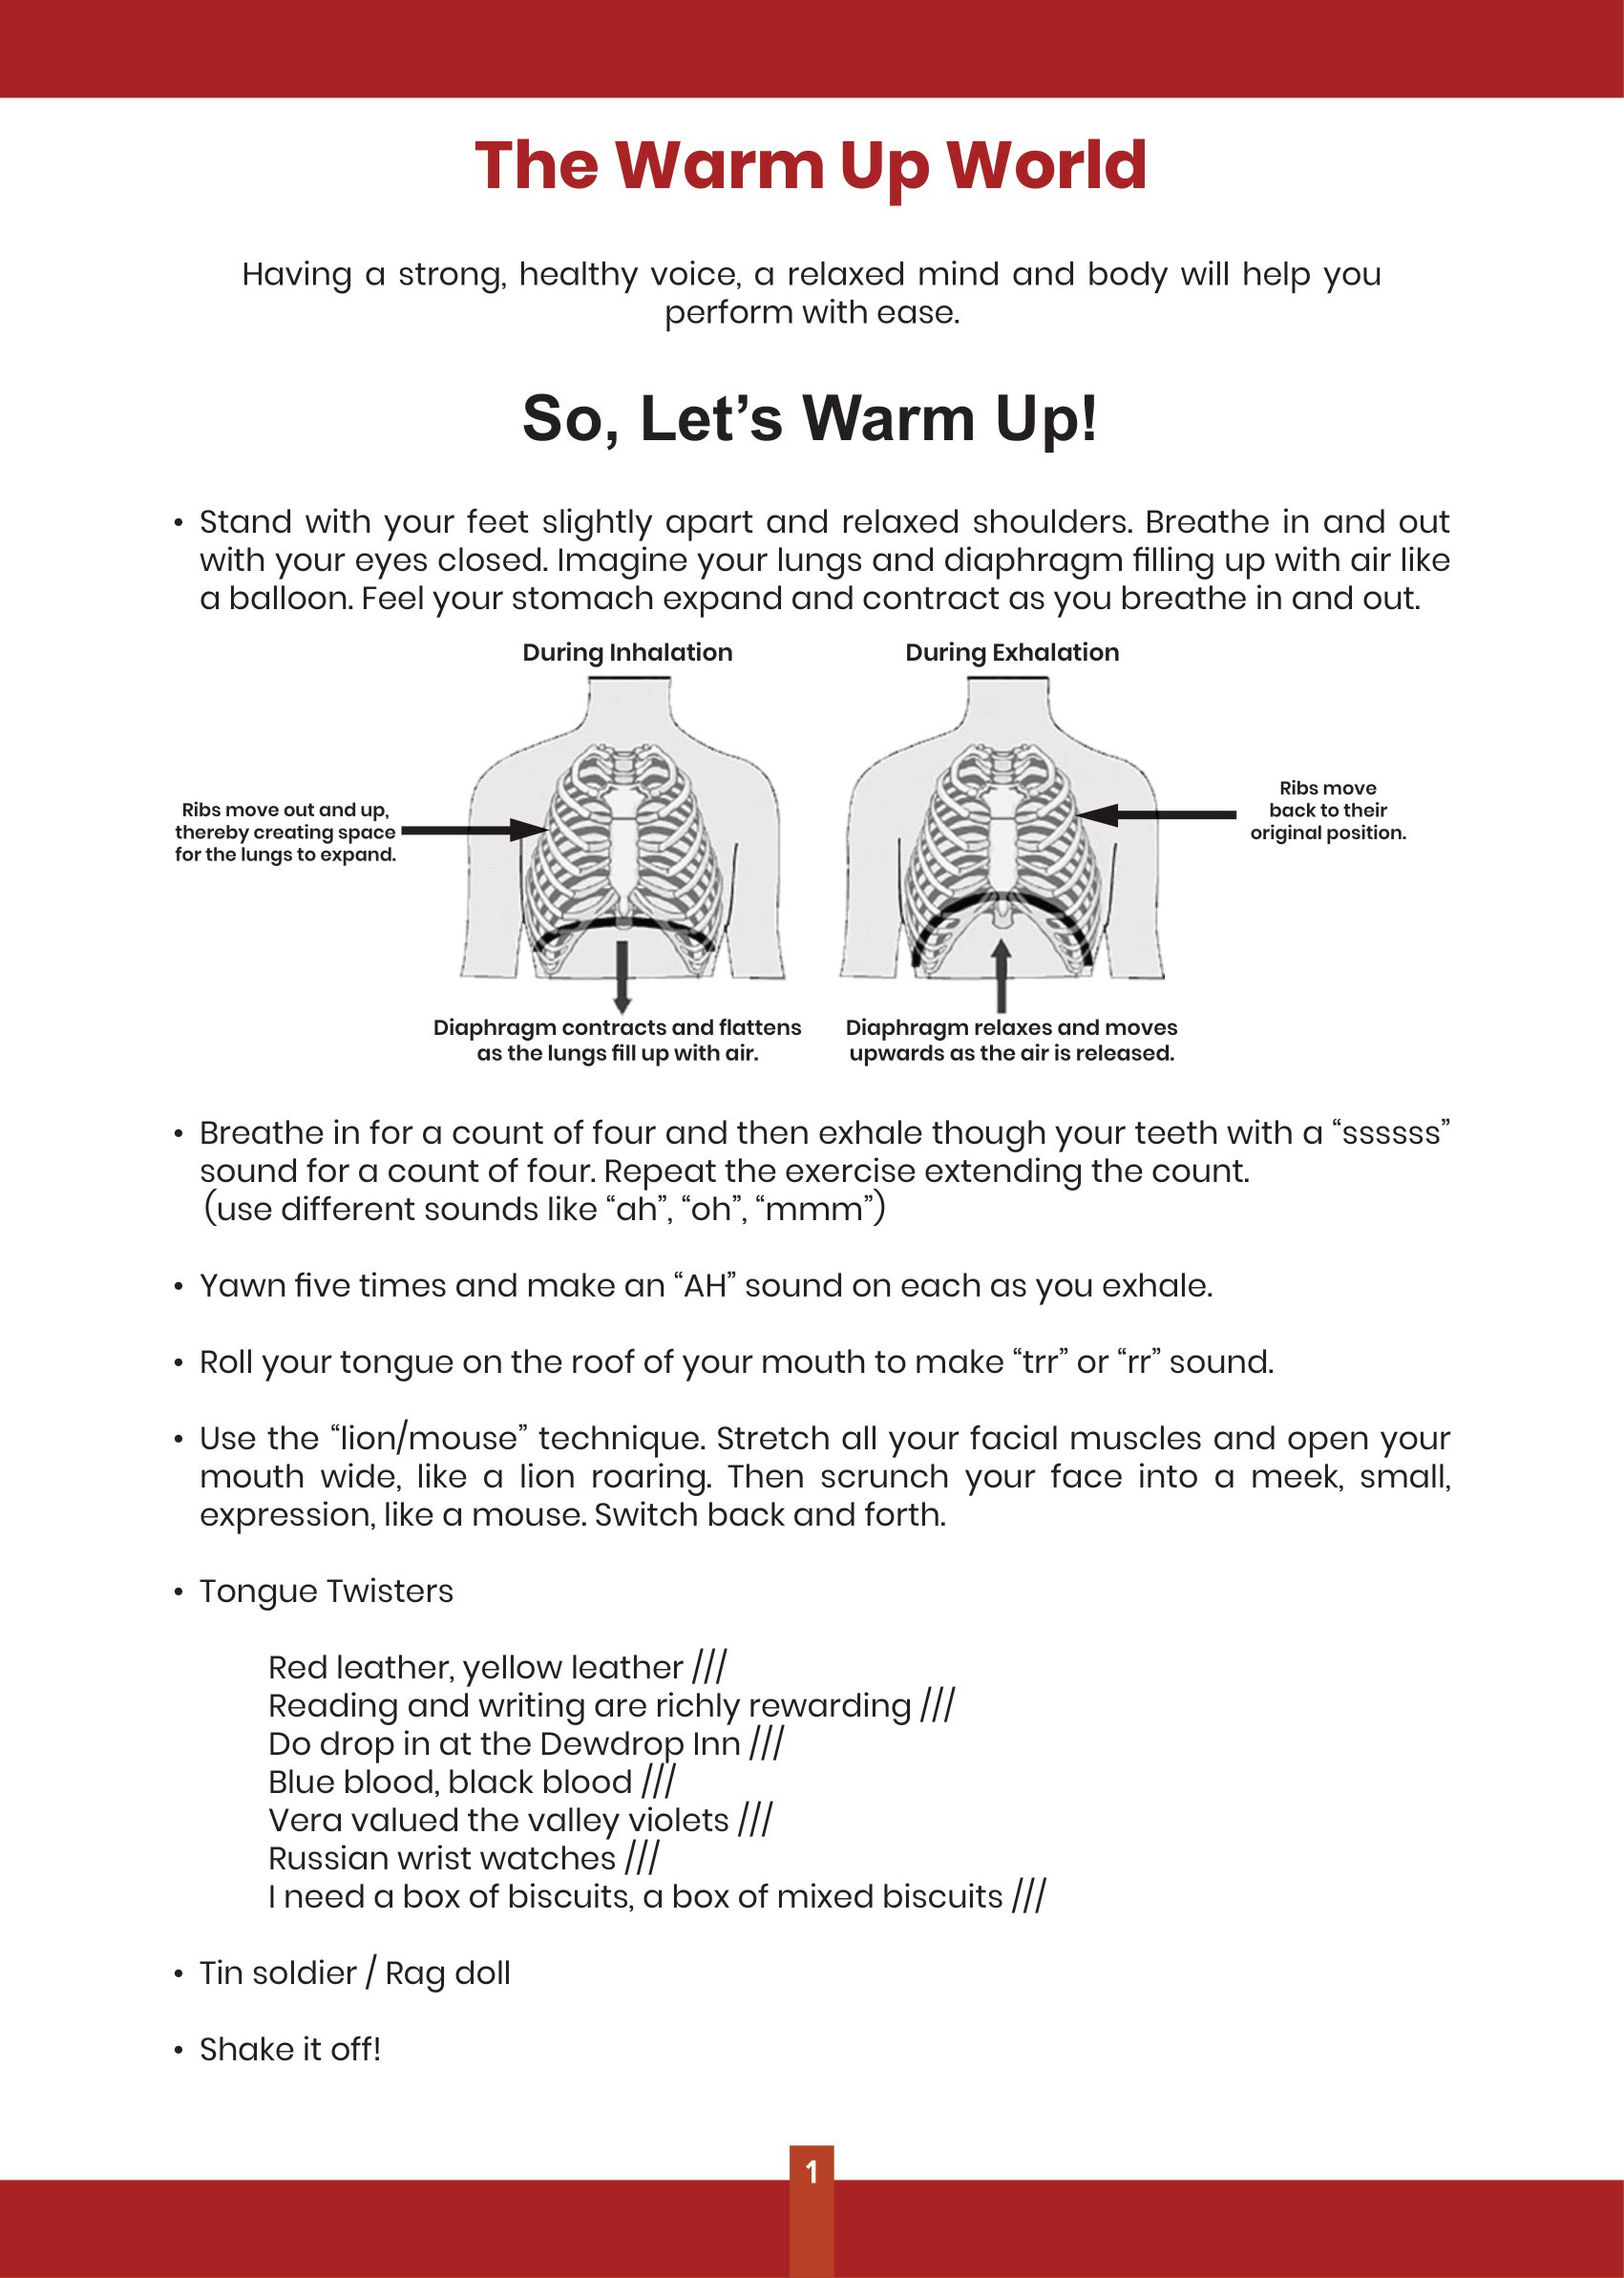 The Warm Up World
Having a strong, healthy voice, a relaxed mind and body will help you
perform with ease.
So, Let’s Warm Up!
• Stand with your feet slightly apart and relaxed shoulders. Breathe in and out
with your eyes closed. Imagine your lungs and diaphragm filling up with air like
a balloon. Feel your stomach expand and contract as you breathe in and out.
During Inhalation
During Exhalation
Ribs move out and up,
thereby creating space
for the lungs to expand.
Ribs move
back to their
original position.
Diaphragm contracts and flattens
as the lungs fill up with air.
Diaphragm relaxes and moves
upwards as the air is released.
• Breathe in for a count of four and then exhale though your teeth with a “ssssss”
sound for a count of four. Repeat the exercise extending the count.
(use different sounds like “ah”, “oh”, “mmm”)
• Yawn five times and make an “AH” sound on each as you exhale.
• Roll your tongue on the roof of your mouth to make “trr” or “rr” sound.
• Use the “lion/mouse” technique. Stretch all your facial muscles and open your
mouth wide, like a lion roaring. Then scrunch your face into a meek, small,
expression, like a mouse. Switch back and forth.
• Tongue Twisters
Red leather, yellow leather ///
Reading and writing are richly rewarding ///
Do drop in at the Dewdrop Inn ///
Blue blood, black blood ///
Vera valued the valley violets ///
Russian wrist watches ///
I need a box of biscuits, a box of mixed biscuits ///
• Tin soldier / Rag doll
• Shake it off!
1